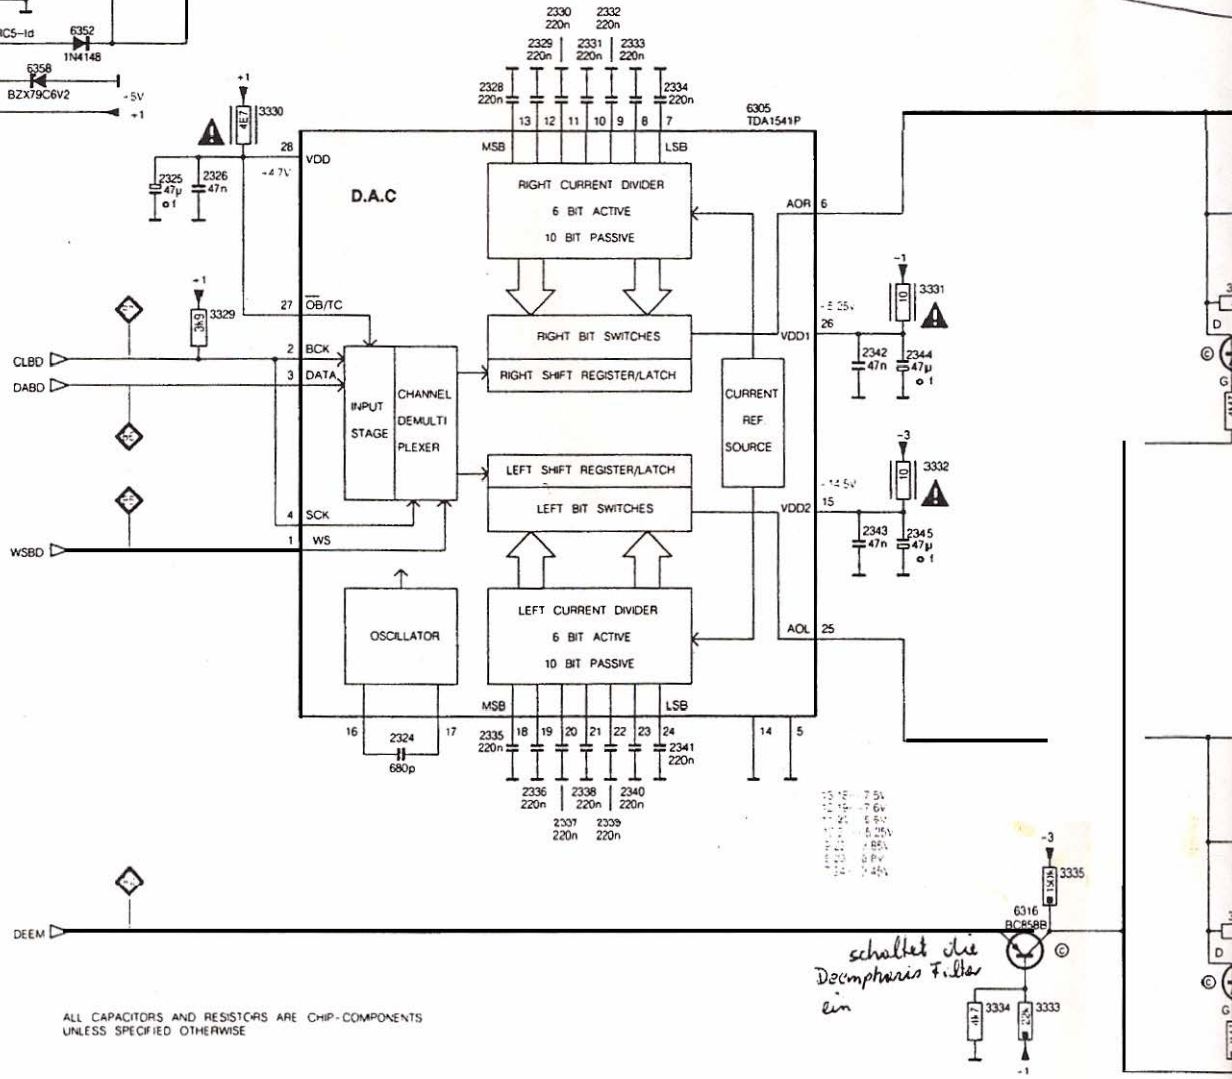 RC5-Id
6352
1N4148
6358
BZX79C6V2
-5V
+1
+1
4E7
3330
2325
47µ
2326
47n
28
VDD
-4.7V
2330
220n
2332
220n
2329
220n
2331
220n
2333
220n
2328
220n
2334
220n
13 12 11 10 9 8 7
6305
TDA1541P
MSB
LSB
D.A.C
RIGHT CURRENT DIVIDER
6 BIT ACTIVE
10 BIT PASSIVE
AOR
6
-1
10
3331
-5.25V
26
VDD1
2342
47n
2344
47µ
27
OB/TC
+1
3k9
3329
RIGHT BIT SWITCHES
RIGHT SHIFT REGISTER/LATCH
CLBD
2
BCK
DABD
3
DATA
INPUT
STAGE
CHANNEL
DEMULTI
PLEXER
CURRENT
REF.
SOURCE
-3
10
3332
-14.5V
15
VDD2
2343
47n
2345
47µ
LEFT SHIFT REGISTER/LATCH
LEFT BIT SWITCHES
4
SCK
WSBD
1
WS
LEFT CURRENT DIVIDER
6 BIT ACTIVE
10 BIT PASSIVE
OSCILLATOR
AOL
25
MSB
LSB
16
17
2324
680p
18 19 20 21 22 23 24
14
5
2335
220n
2341
220n
2336
220n
2338
220n
2340
220n
2337
220n
2339
220n
D
C
G
DEEM
-3
150k
3335
6316
BC858B
C
schaltet die
Deemphasis Filter
ein
4k7
3334
22k
3333
-1
D
C
G
ALL CAPACITORS AND RESISTORS ARE CHIP-COMPONENTS
UNLESS SPECIFIED OTHERWISE